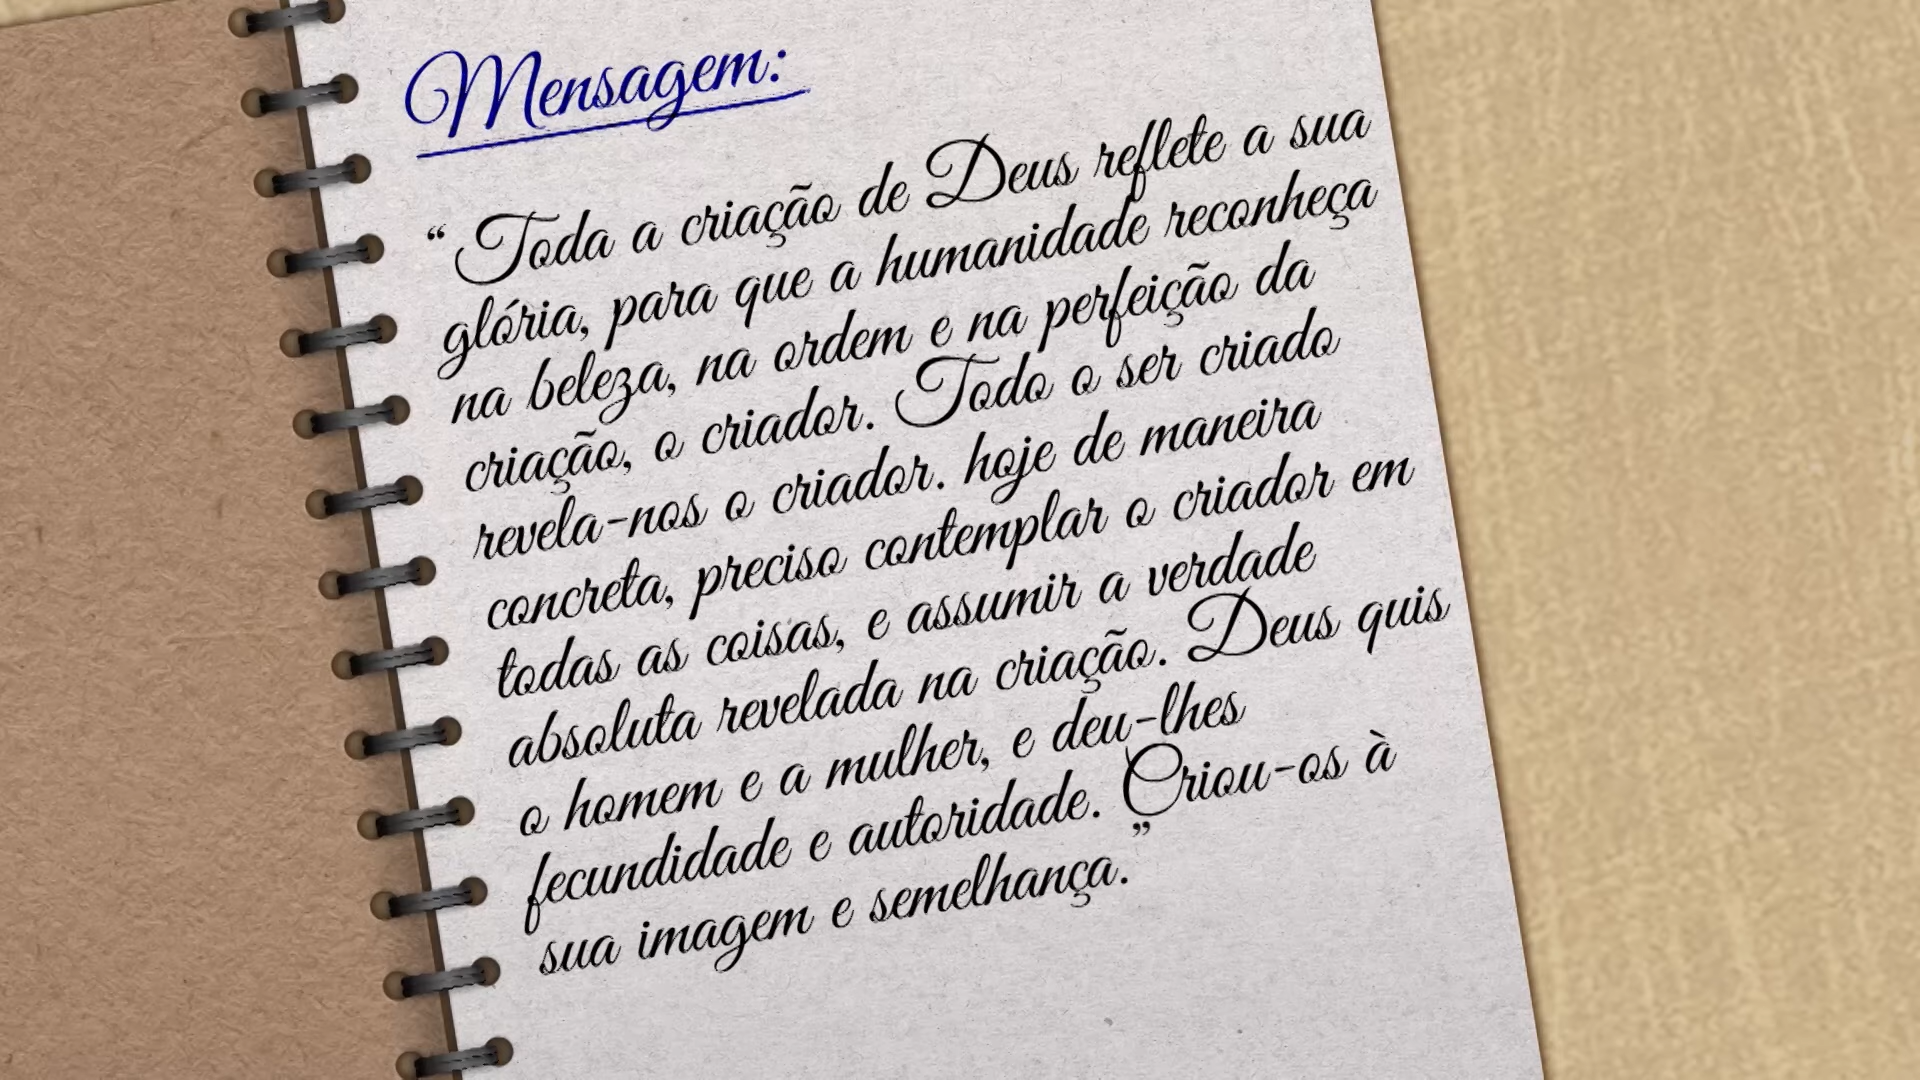 Mensagem:
“ Toda a criação de Deus reflete a sua
glória, para que a humanidade reconheça
na beleza, na ordem e na perfeição da
criação, o criador. Todo o ser criado
revela-nos o criador. hoje de maneira
concreta, preciso contemplar o criador em
todas as coisas, e assumir a verdade
absoluta revelada na criação. Deus quis
o homem e a mulher, e deu-lhes
fecundidade e autoridade. Criou-os à
sua imagem e semelhança.”